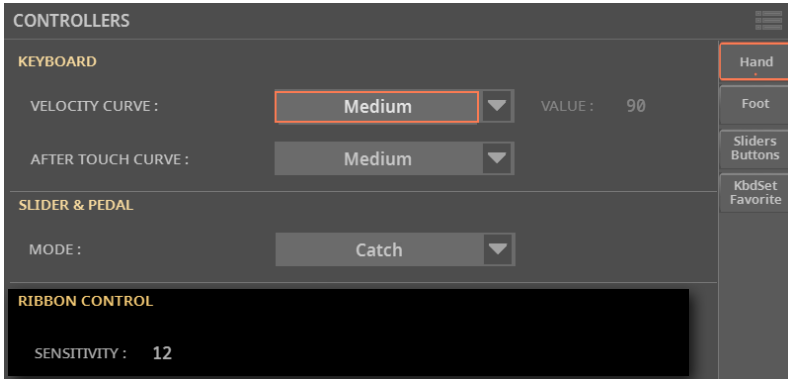 CONTROLLERS
KEYBOARD
VELOCITY CURVE : Medium VALUE : 90
AFTER TOUCH CURVE : Medium
SLIDER & PEDAL
MODE : Catch
RIBBON CONTROL
SENSITIVITY : 12
Hand
Foot
Sliders
Buttons
KbdSet
Favorite